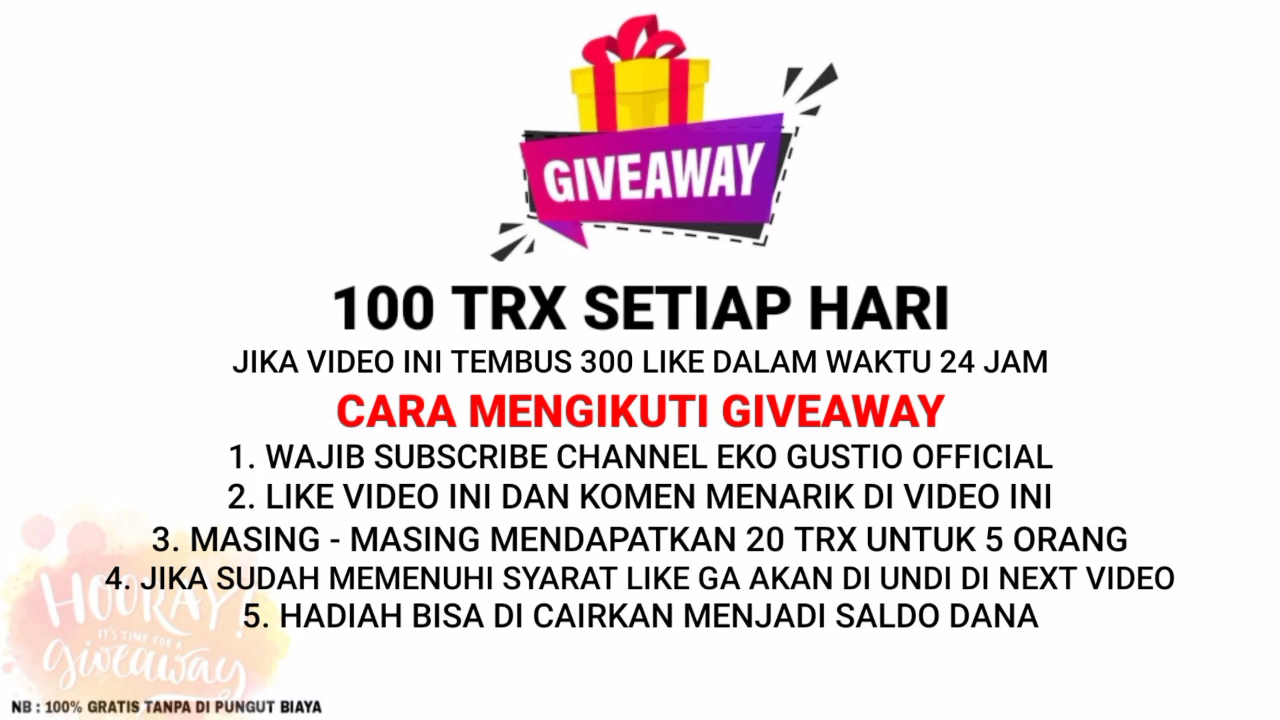 GIVEAWAY
100 TRX SETIAP HARI
JIKA VIDEO INI TEMBUS 300 LIKE DALAM WAKTU 24 JAM
CARA MENGIKUTI GIVEAWAY
1. WAJIB SUBSCRIBE CHANNEL EKO GUSTIO OFFICIAL
2. LIKE VIDEO INI DAN KOMEN MENARIK DI VIDEO INI
3. MASING - MASING MENDAPATKAN 20 TRX UNTUK 5 ORANG
4. JIKA SUDAH MEMENUHI SYARAT LIKE GA AKAN DI UNDI DI NEXT VIDEO
5. HADIAH BISA DI CAIRKAN MENJADI SALDO DANA
HOORAY!
IT'S TIME FOR A
giveaway
NB : 100% GRATIS TANPA DI PUNGUT BIAYA